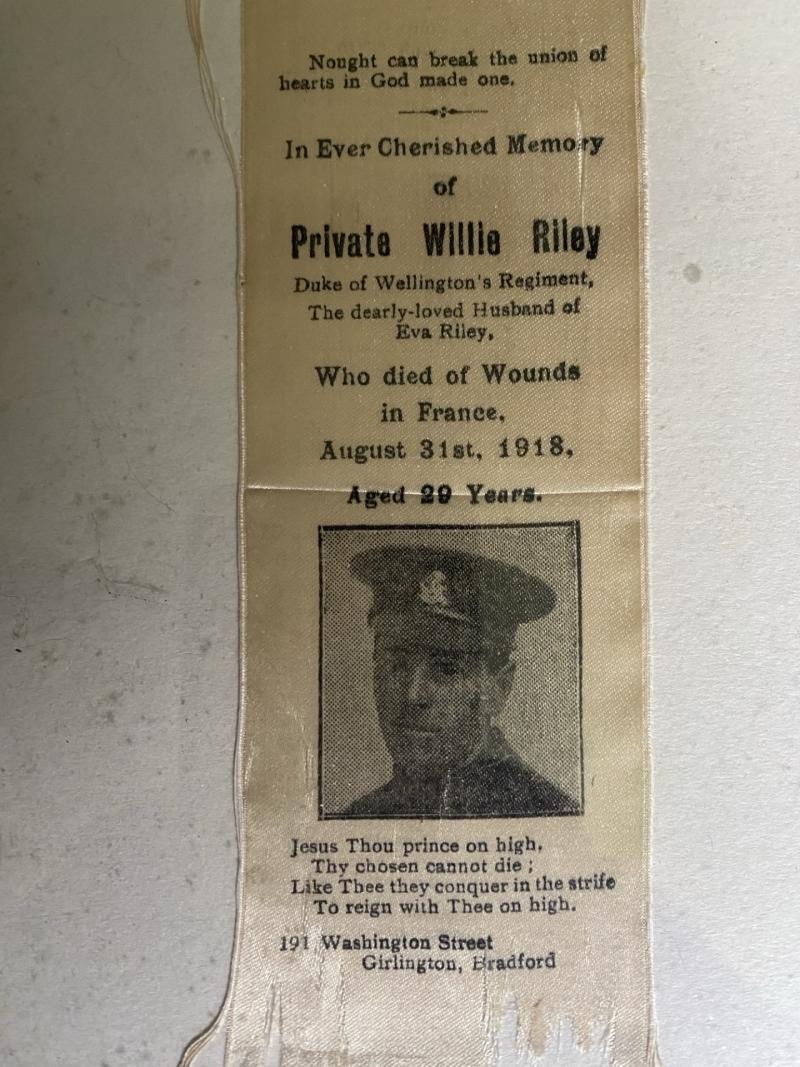 Nought can break the union of
hearts in God made one.
In Ever Cherished Memory
of
Private Willie Riley
Duke of Wellington's Regiment,
The dearly-loved Husband of
Eva Riley,
Who died of Wounds
in France,
August 31st, 1918,
Aged 29 Years.
Jesus Thou prince on high,
Thy chosen cannot die ;
Like Thee they conquer in the strife
To reign with Thee on high.
191 Washington Street
Girlington, Bradford